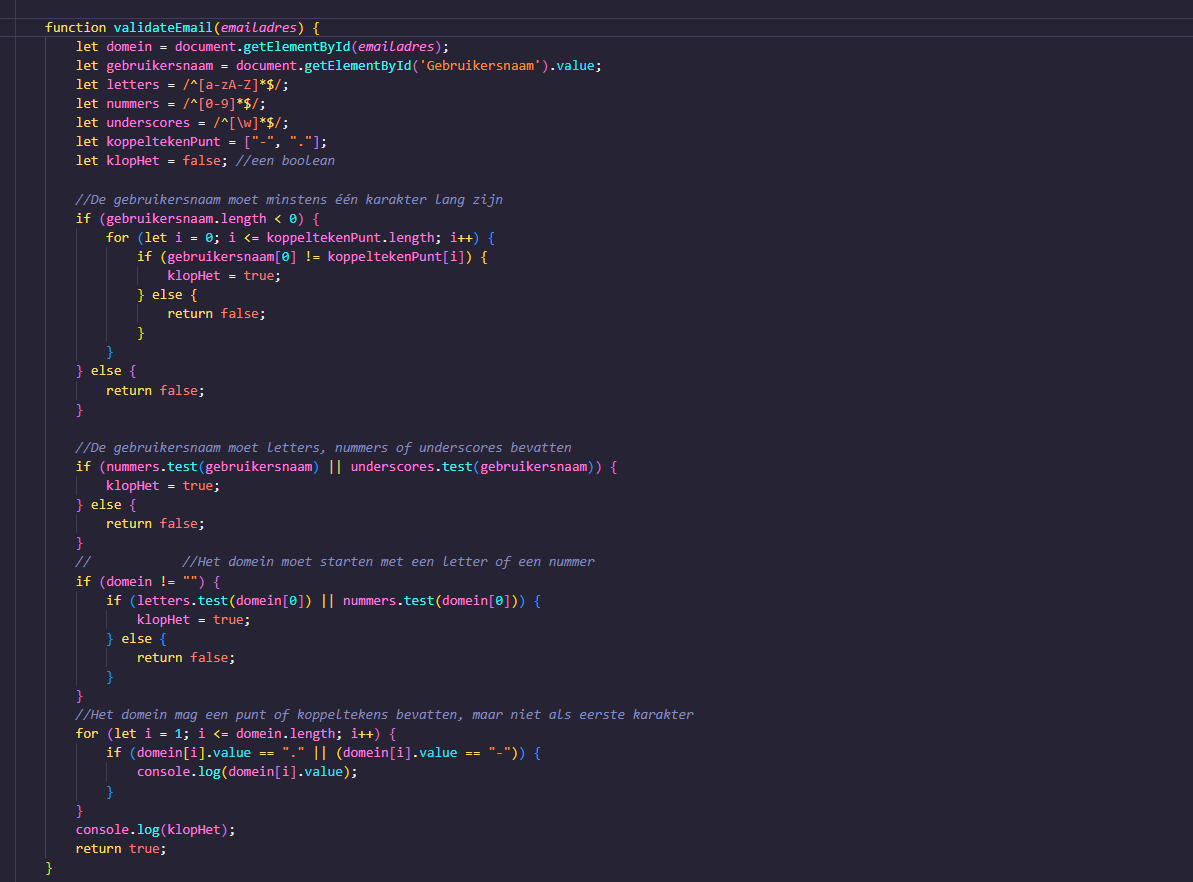 function validateEmail(emailadres) {
    let domein = document.getElementById(emailadres);
    let gebruikersnaam = document.getElementById('Gebruikersnaam').value;
    let letters = /^[a-zA-Z]*$/;
    let nummers = /^[0-9]*$/;
    let underscores = /^[\w]*$/;
    let koppeltekenPunt = ["-", "."];
    let klopHet = false; //een boolean
    //De gebruikersnaam moet minstens één karakter lang zijn
    if (gebruikersnaam.length < 0) {
        for (let i = 0; i <= koppeltekenPunt.length; i++) {
            if (gebruikersnaam[0] != koppeltekenPunt[i]) {
                klopHet = true;
            } else {
                return false;
            }
        }
    } else {
        return false;
    }
    //De gebruikersnaam moet letters, nummers of underscores bevatten
    if (nummers.test(gebruikersnaam) || underscores.test(gebruikersnaam)) {
        klopHet = true;
    } else {
        return false;
    }
    //            //Het domein moet starten met een letter of een nummer
    if (domein != "") {
        if (letters.test(domein[0]) || nummers.test(domein[0])) {
            klopHet = true;
        } else {
            return false;
        }
    }
    //Het domein mag een punt of koppeltekens bevatten, maar niet als eerste karakter
    for (let i = 1; i <= domein.length; i++) {
        if (domein[i].value == "." || (domein[i].value == "-")) {
            console.log(domein[i].value);
        }
    }
    console.log(klopHet);
    return true;
}